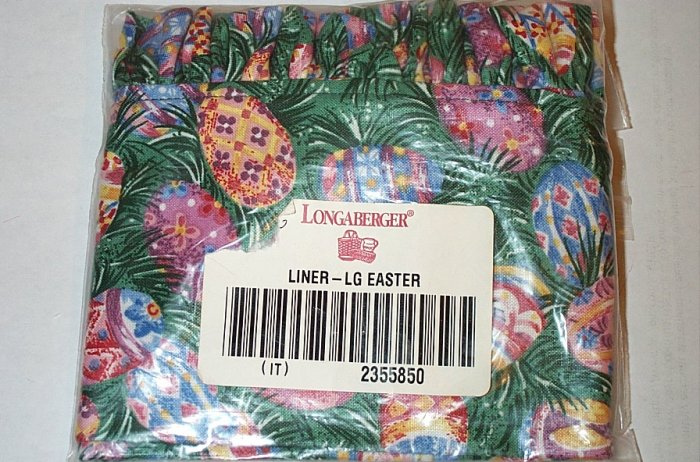 LONGABERGER®
LINER-LG EASTER
(IT) 2355850